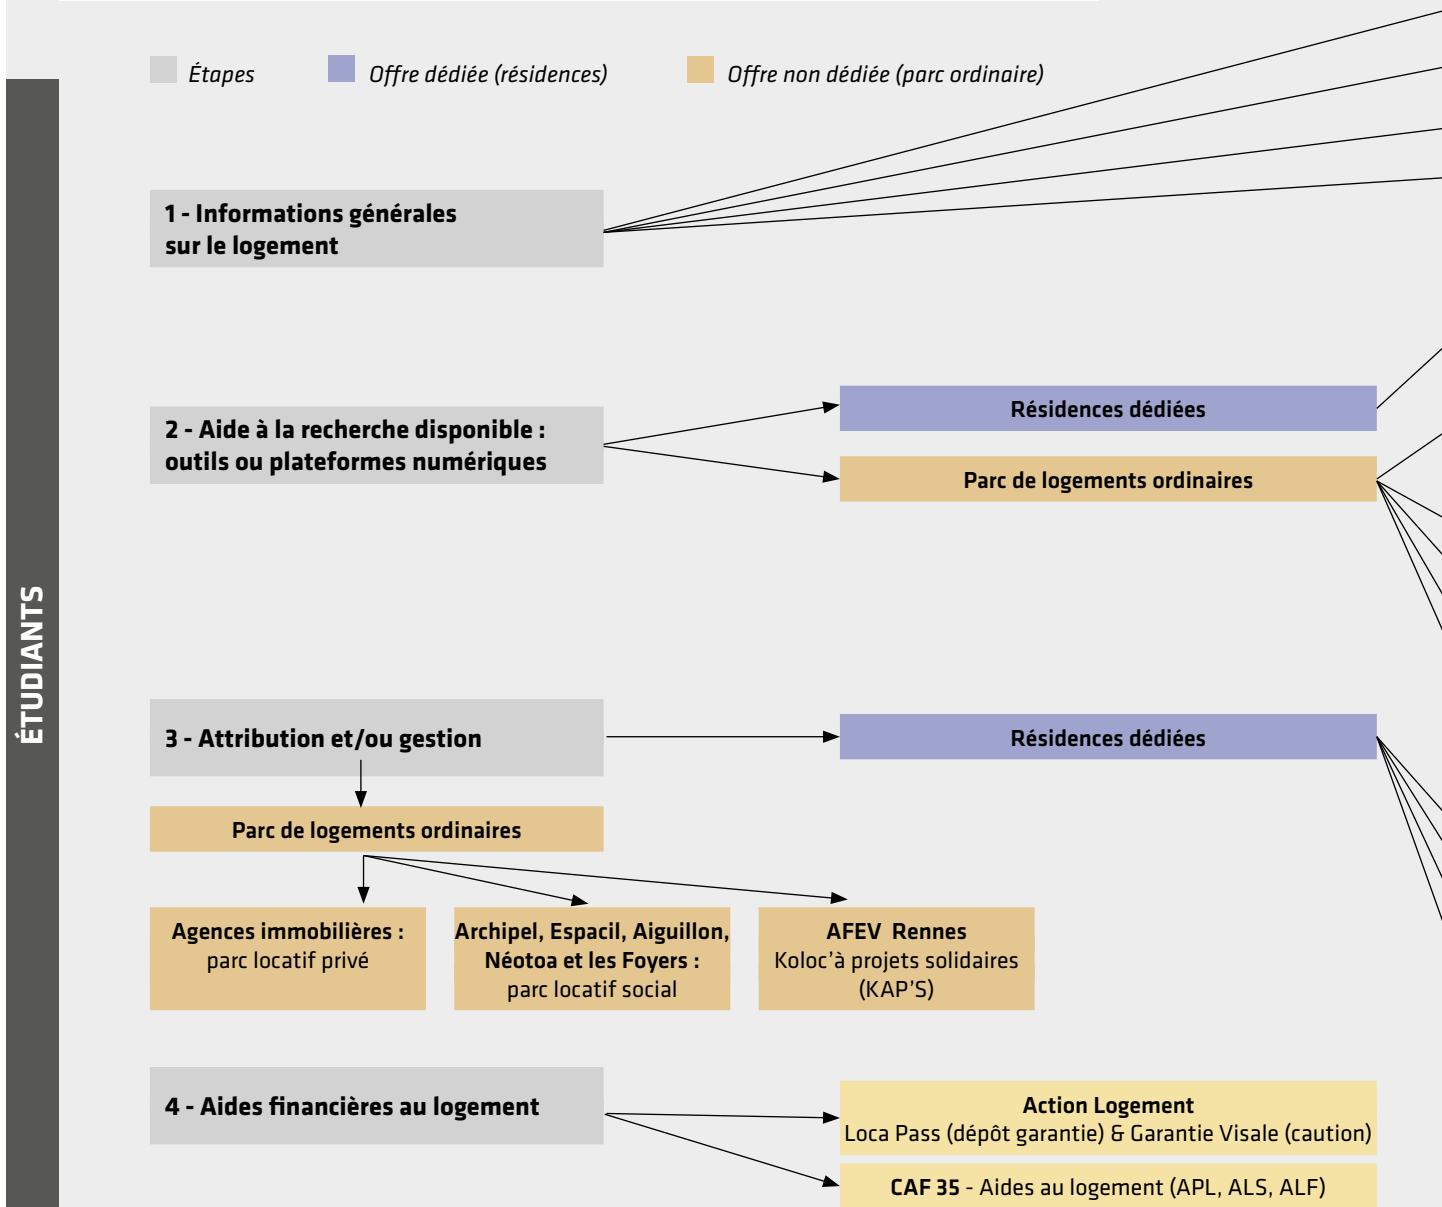 Étapes
Offre dédiée (résidences)
Offre non dédiée (parc ordinaire)
ÉTUDIANTS
1 - Informations générales
sur le logement
2 - Aide à la recherche disponible :
outils ou plateformes numériques
Résidences dédiées
Parc de logements ordinaires
3 - Attribution et/ou gestion
Résidences dédiées
Parc de logements ordinaires
Agences immobilières :
parc locatif privé
Archipel, Espacil, Aiguillon,
Néotoa et les Foyers :
parc locatif social
AFEV Rennes
Koloc'à projets solidaires
(KAP'S)
4 - Aides financières au logement
Action Logement
Loca Pass (dépôt garantie) & Garantie Visale (caution)
CAF 35 - Aides au logement (APL, ALS, ALF)